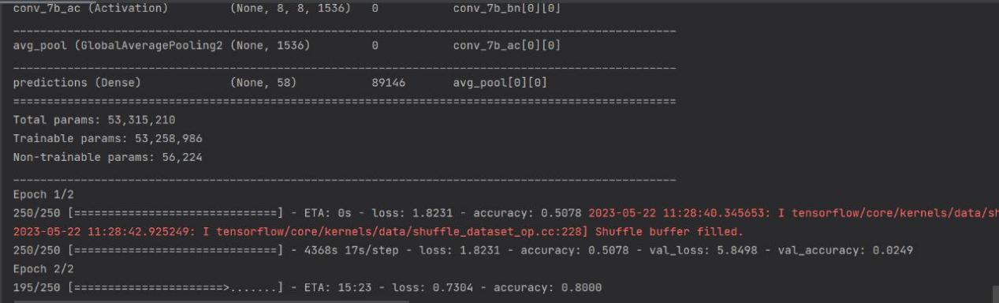 conv_7b_ac (Activation) (None, 8, 8, 1536) 0 conv_7b_bn[0][0]
__________________________________________________________________________________________________
avg_pool (GlobalAveragePooling2 (None, 1536) 0 conv_7b_ac[0][0]
__________________________________________________________________________________________________
predictions (Dense) (None, 58) 89146 avg_pool[0][0]
==================================================================================================
Total params: 53,315,210
Trainable params: 53,258,986
Non-trainable params: 56,224
__________________________________________________________________________________________________
Epoch 1/2
250/250 [==============================] - ETA: 0s - loss: 1.8231 - accuracy: 0.5078 2023-05-22 11:28:40.345653: I tensorflow/core/kernels/data/sh
2023-05-22 11:28:42.925249: I tensorflow/core/kernels/data/shuffle_dataset_op.cc:228] Shuffle buffer filled.
250/250 [==============================] - 4368s 17s/step - loss: 1.8231 - accuracy: 0.5078 - val_loss: 5.8498 - val_accuracy: 0.0249
Epoch 2/2
195/250 [======================>.......] - ETA: 15:23 - loss: 0.7304 - accuracy: 0.8000